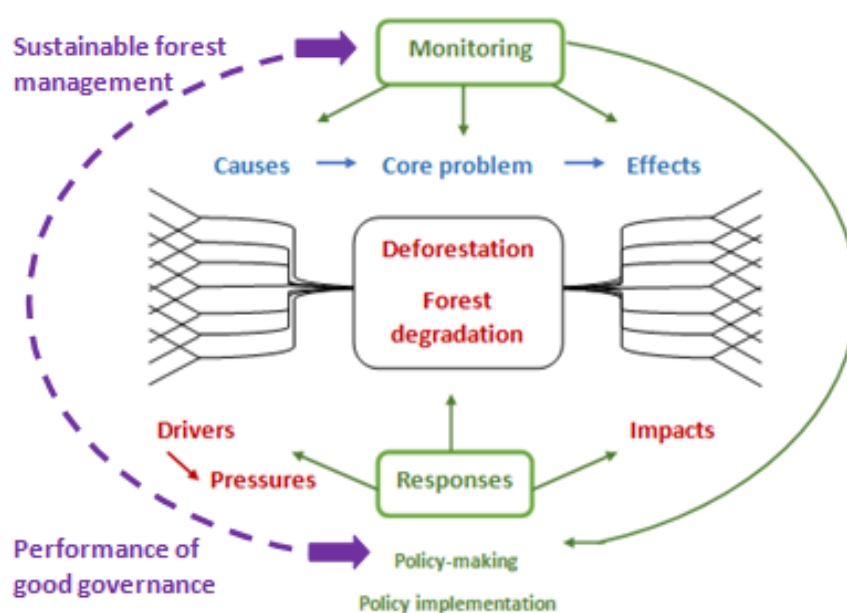 Sustainable forest
management
Monitoring
Causes
Core problem
Effects
Deforestation
Forest
degradation
Drivers
Pressures
Impacts
Responses
Performance of
good governance
Policy-making
Policy implementation